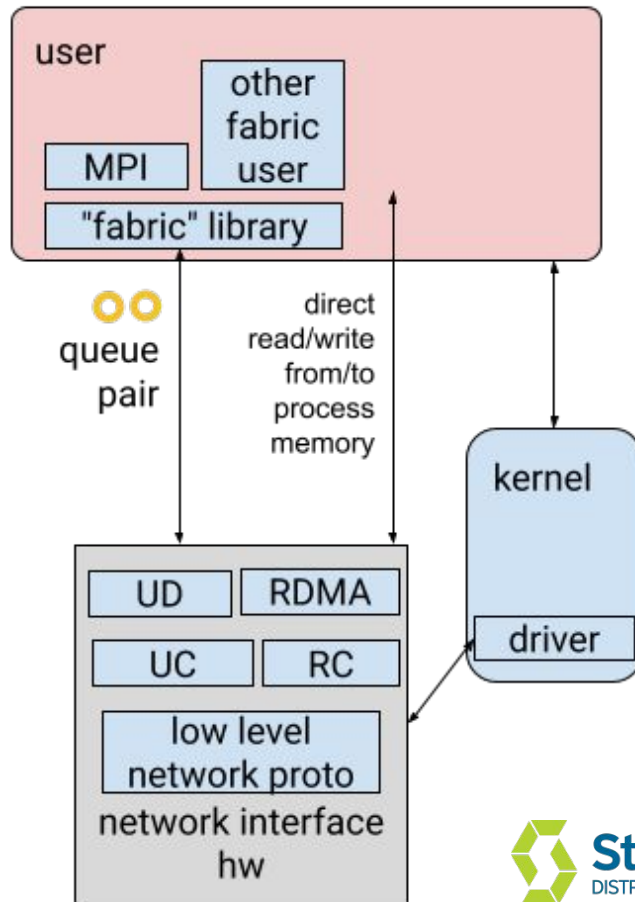 user
other
fabric
user
MPI
"fabric" library
queue
pair
direct
read/write
from/to
process
memory
kernel
driver
UD
RDMA
UC
RC
low level
network proto
network interface
hw
St
DISTR